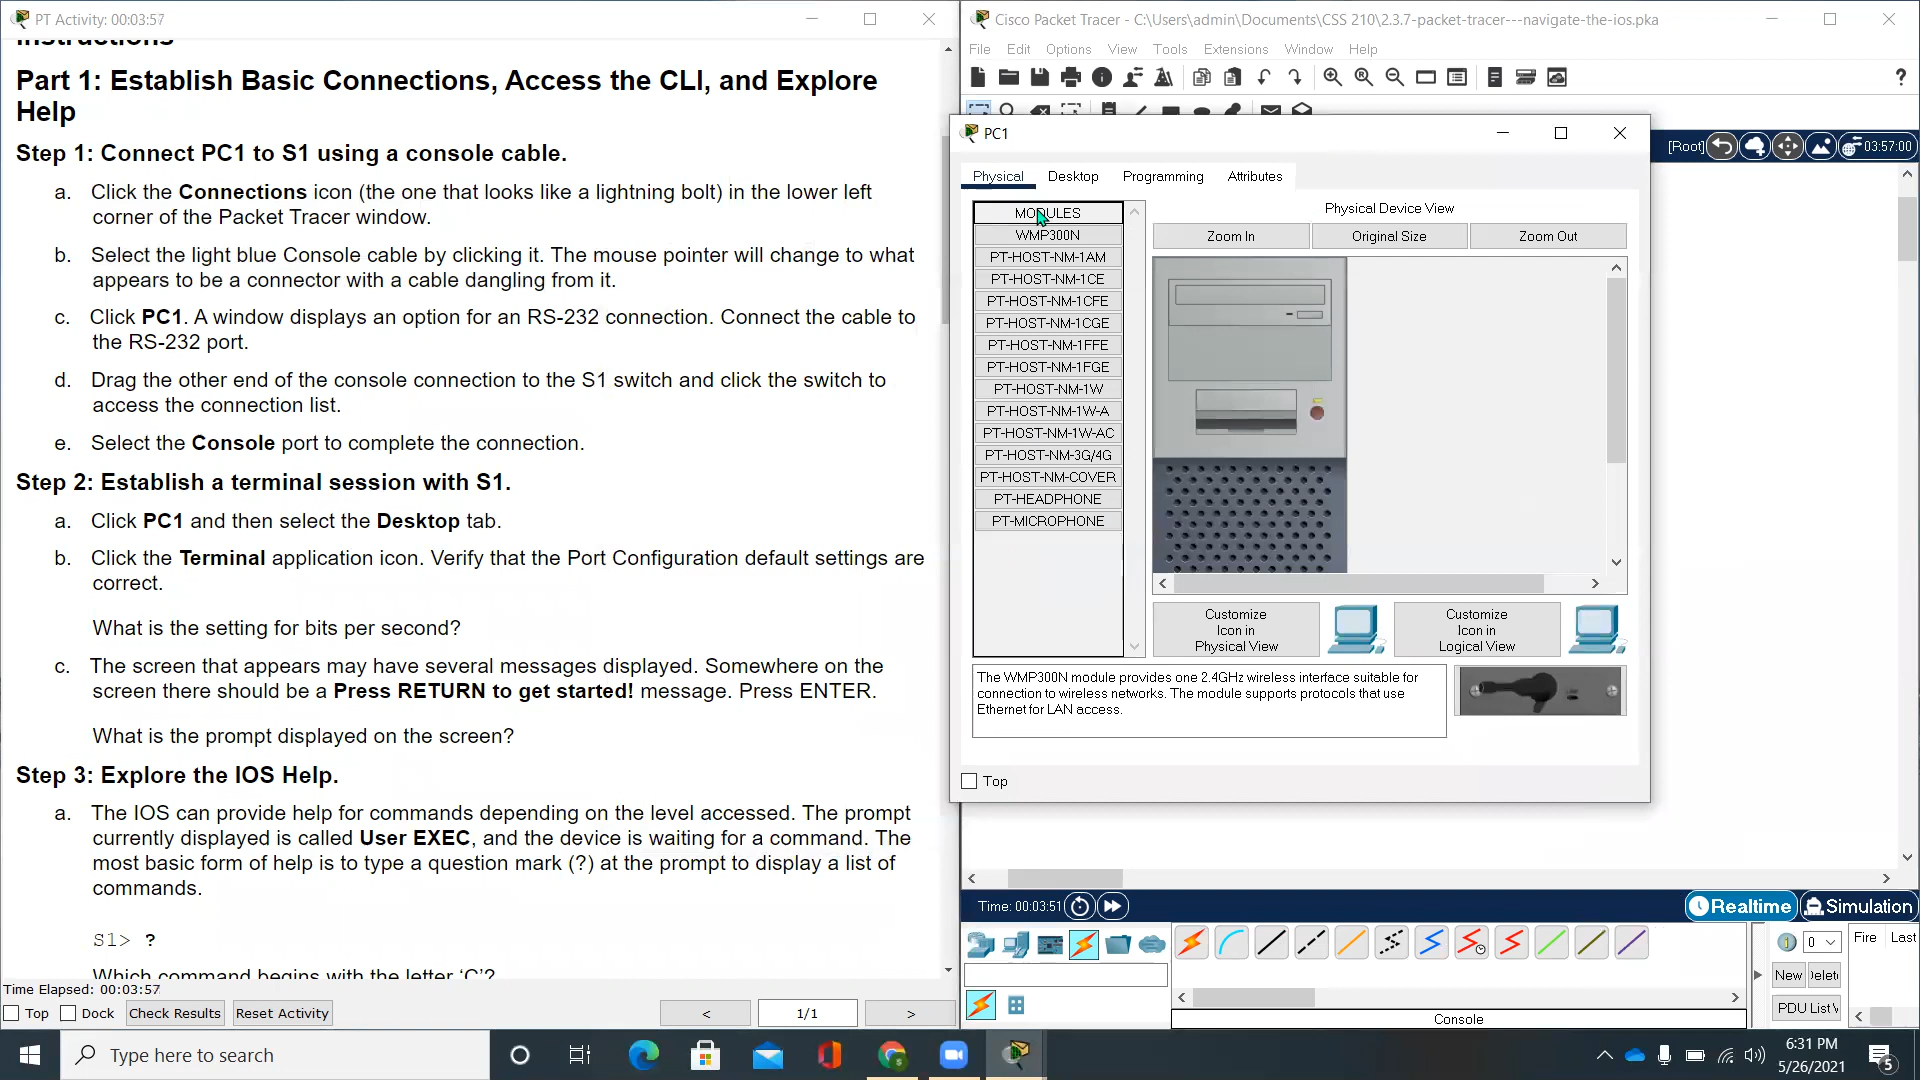 PT Activity: 00:03:57
Instructions
Part 1: Establish Basic Connections, Access the CLI, and Explore
Help
Step 1: Connect PC1 to S1 using a console cable.
a. Click the Connections icon (the one that looks like a lightning bolt) in the lower left
corner of the Packet Tracer window.
b. Select the light blue Console cable by clicking it. The mouse pointer will change to what
appears to be a connector with a cable dangling from it.
c. Click PC1. A window displays an option for an RS-232 connection. Connect the cable to
the RS-232 port.
d. Drag the other end of the console connection to the S1 switch and click the switch to
access the connection list.
e. Select the Console port to complete the connection.
Step 2: Establish a terminal session with S1.
a. Click PC1 and then select the Desktop tab.
b. Click the Terminal application icon. Verify that the Port Configuration default settings are
correct.
What is the setting for bits per second?
c. The screen that appears may have several messages displayed. Somewhere on the
screen there should be a Press RETURN to get started! message. Press ENTER.
What is the prompt displayed on the screen?
Step 3: Explore the IOS Help.
a. The IOS can provide help for commands depending on the level accessed. The prompt
currently displayed is called User EXEC, and the device is waiting for a command. The
most basic form of help is to type a question mark (?) at the prompt to display a list of
commands.
S1> ?
Which command begins with the letter ‘C’?
Time Elapsed: 00:03:57
Top Dock Check Results Reset Activity < 1/1 >
Cisco Packet Tracer - C:\Users\admin\Documents\CSS 210\2.3.7-packet-tracer---navigate-the-ios.pka
File Edit Options View Tools Extensions Window Help
?
[Root] 03:57:00
PC1
Physical Desktop Programming Attributes
MODULES
WMP300N
PT-HOST-NM-1AM
PT-HOST-NM-1CE
PT-HOST-NM-1CFE
PT-HOST-NM-1CGE
PT-HOST-NM-1FFE
PT-HOST-NM-1FGE
PT-HOST-NM-1W
PT-HOST-NM-1W-A
PT-HOST-NM-1W-AC
PT-HOST-NM-3G/4G
PT-HOST-NM-COVER
PT-HEADPHONE
PT-MICROPHONE
Physical Device View
Zoom In Original Size Zoom Out
Customize
Icon in
Physical View
Customize
Icon in
Logical View
The WMP300N module provides one 2.4GHz wireless interface suitable for
connection to wireless networks. The module supports protocols that use
Ethernet for LAN access.
Top
Time: 00:03:51
Realtime Simulation
0 Fire Last
New
PDU List
Console
Type here to search
6:31 PM
5/26/2021
5